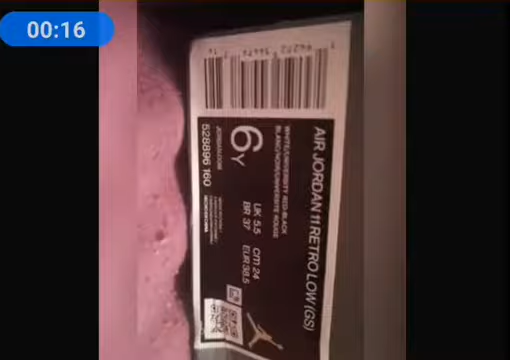 00:16
AIR JORDAN 11 RETRO LOW (GS)
WHITE/UNIVERSITY RED-BLACK
BLANC/NOIR/UNIVERSITE ROUGE
6Y
UK 5.5 cm 24
BR 37 EUR 38.5
528896 160